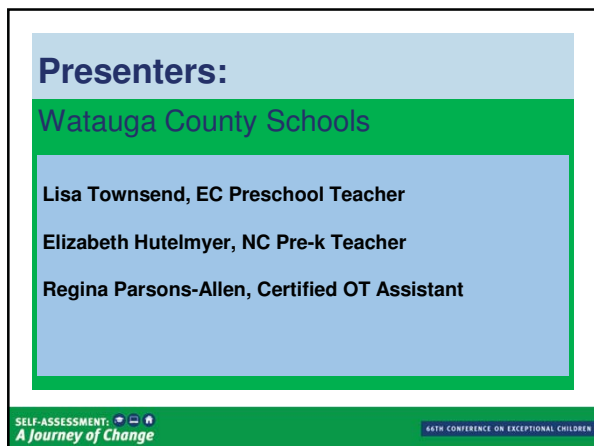 Presenters:
Watauga County Schools
Lisa Townsend, EC Preschool Teacher
Elizabeth Hutelmyer, NC Pre-k Teacher
Regina Parsons-Allen, Certified OT Assistant
SELF-ASSESSMENT:
A Journey of Change
66TH CONFERENCE ON EXCEPTIONAL CHILDREN